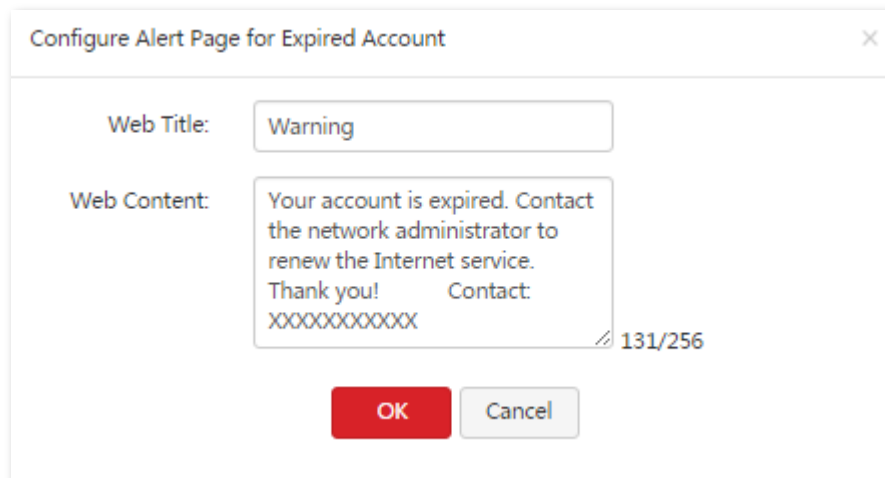 Configure Alert Page for Expired Account ×
Web Title: Warning
Web Content: Your account is expired. Contact
the network administrator to
renew the Internet service.
Thank you! Contact:
XXXXXXXXXXX
131/256
OK Cancel